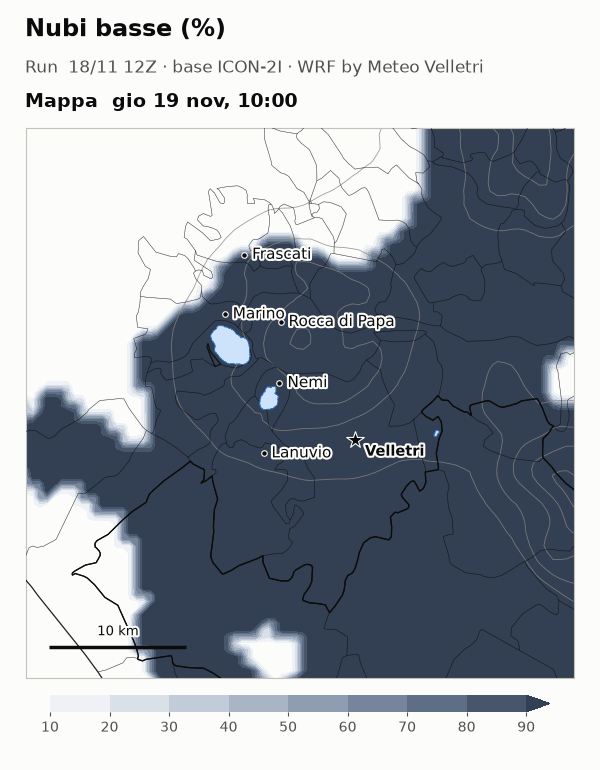 Nubi basse (%)
Run  18/11 12Z · base ICON-2I · WRF by Meteo Velletri
Mappa  gio 19 nov, 10:00
Frascati
Marino
Rocca di Papa
Nemi
Velletri
Lanuvio
10 km
10 20 30 40 50 60 70 80 90